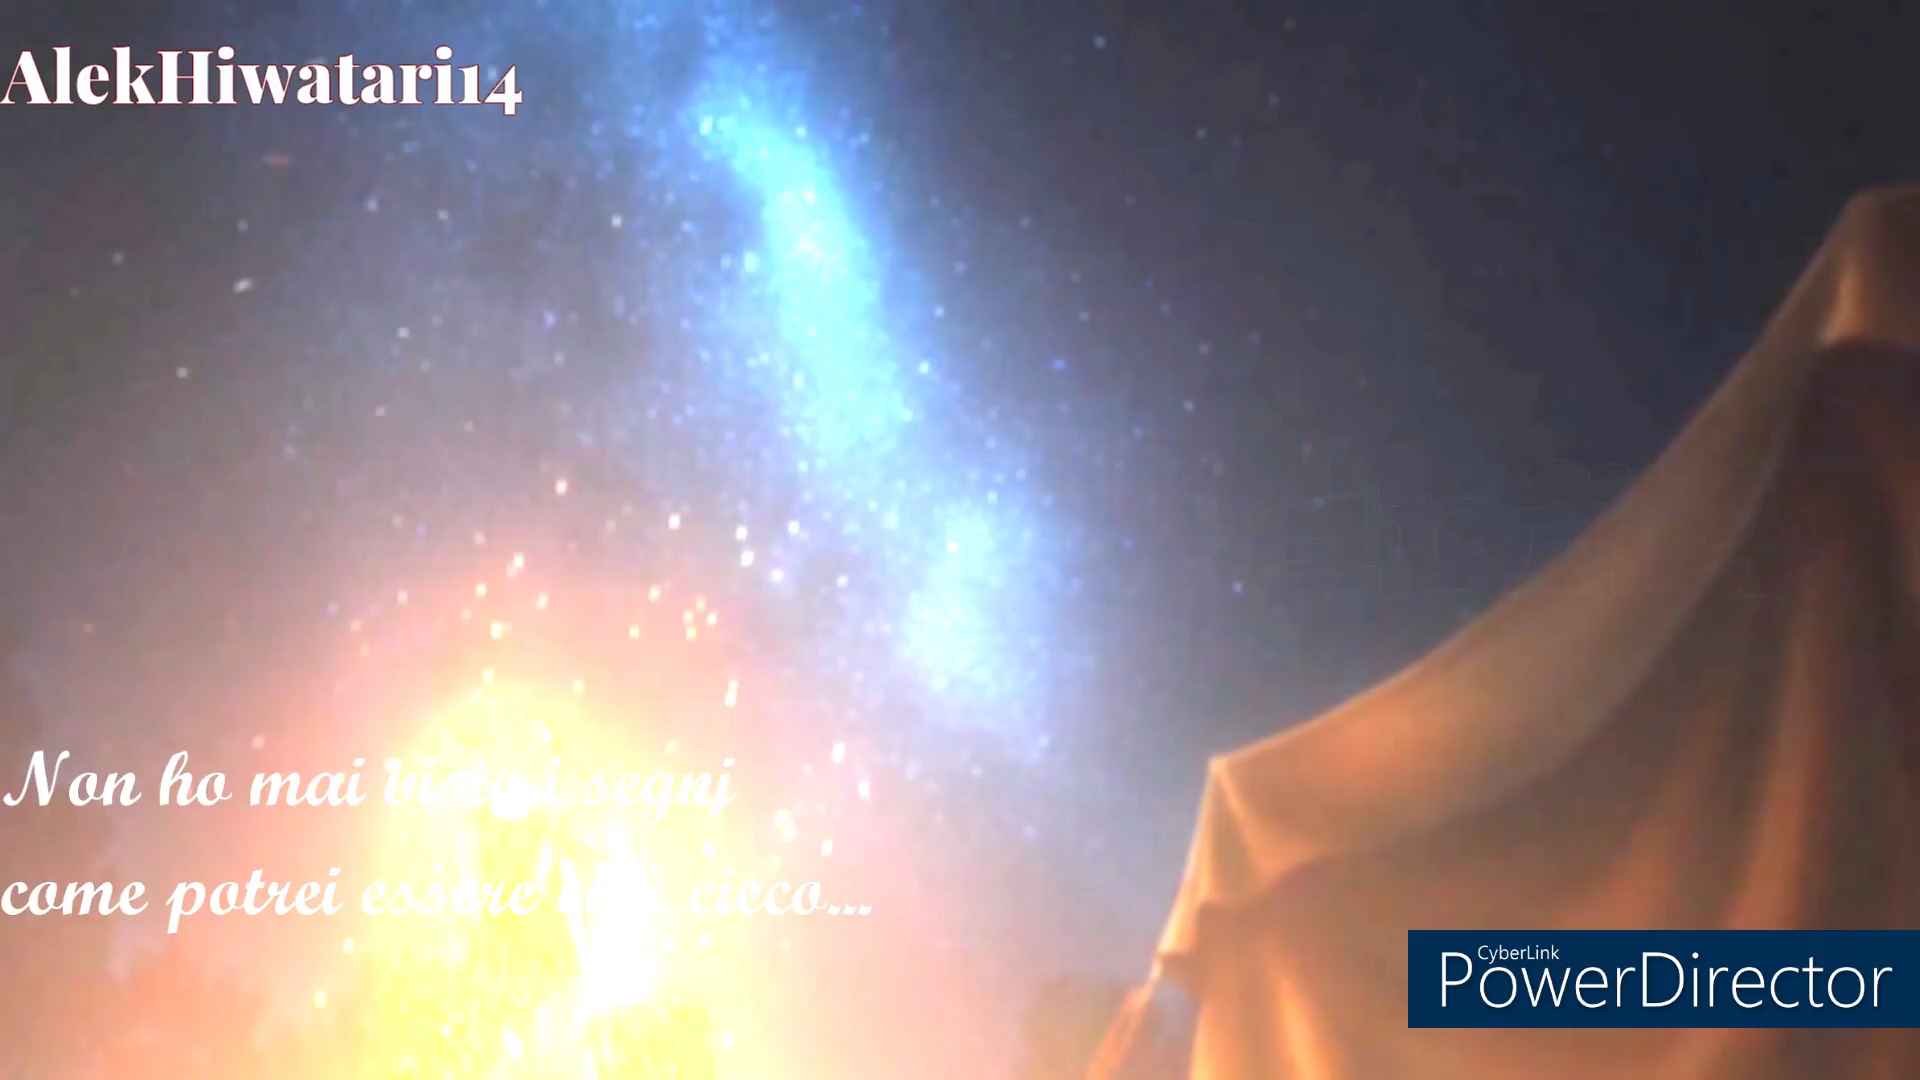 AlekHiwatari14
Non ho mai visto i segni
come potrei essere così cieco...
CyberLink
PowerDirector